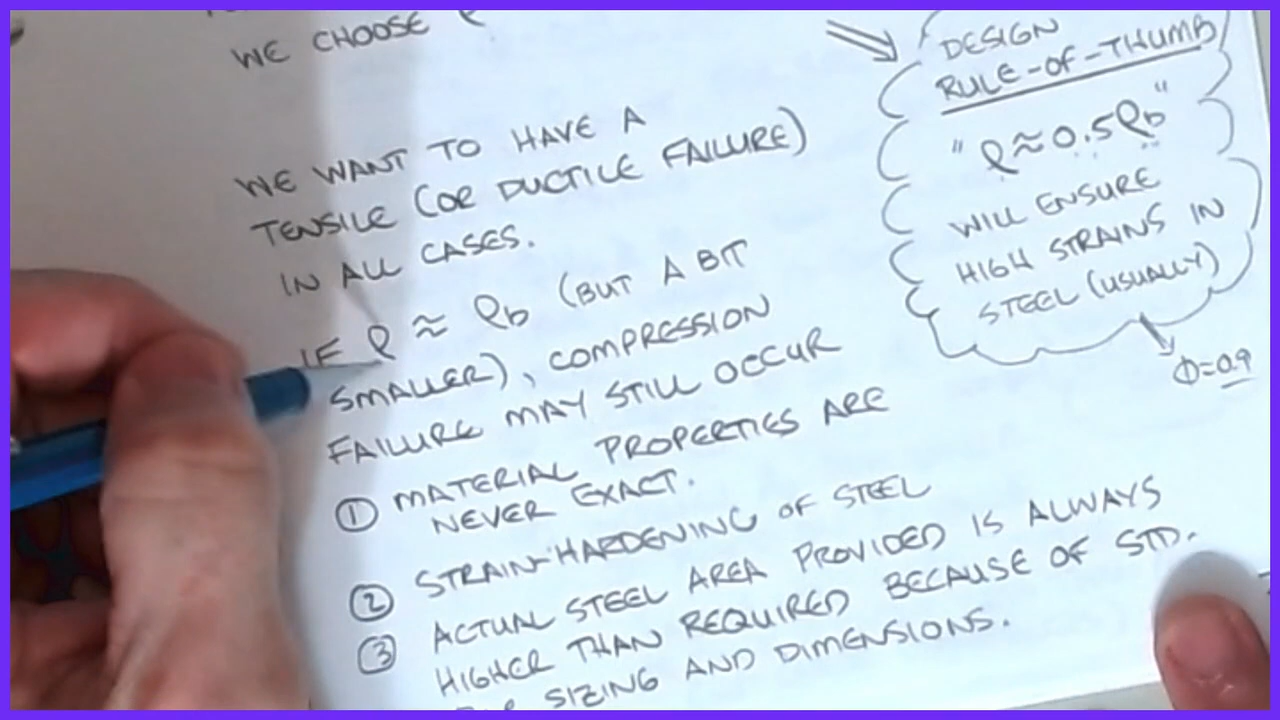 WE CHOOSE
WE WANT TO HAVE A
TENSILE (OR DUCTILE FAILURE)
IN ALL CASES.
IF ρ ≈ ρb (BUT A BIT
SMALLER), COMPRESSION
FAILURE MAY STILL OCCUR
① MATERIAL PROPERTIES ARE
NEVER EXACT.
② STRAIN-HARDENING OF STEEL
③ ACTUAL STEEL AREA PROVIDED IS ALWAYS
HIGHER THAN REQUIRED BECAUSE OF STD.
SIZING AND DIMENSIONS.
DESIGN
RULE-OF-THUMB
"ρ ≈ 0.5ρb"
WILL ENSURE
HIGH STRAINS IN
STEEL (USUALLY)
Φ=0.9